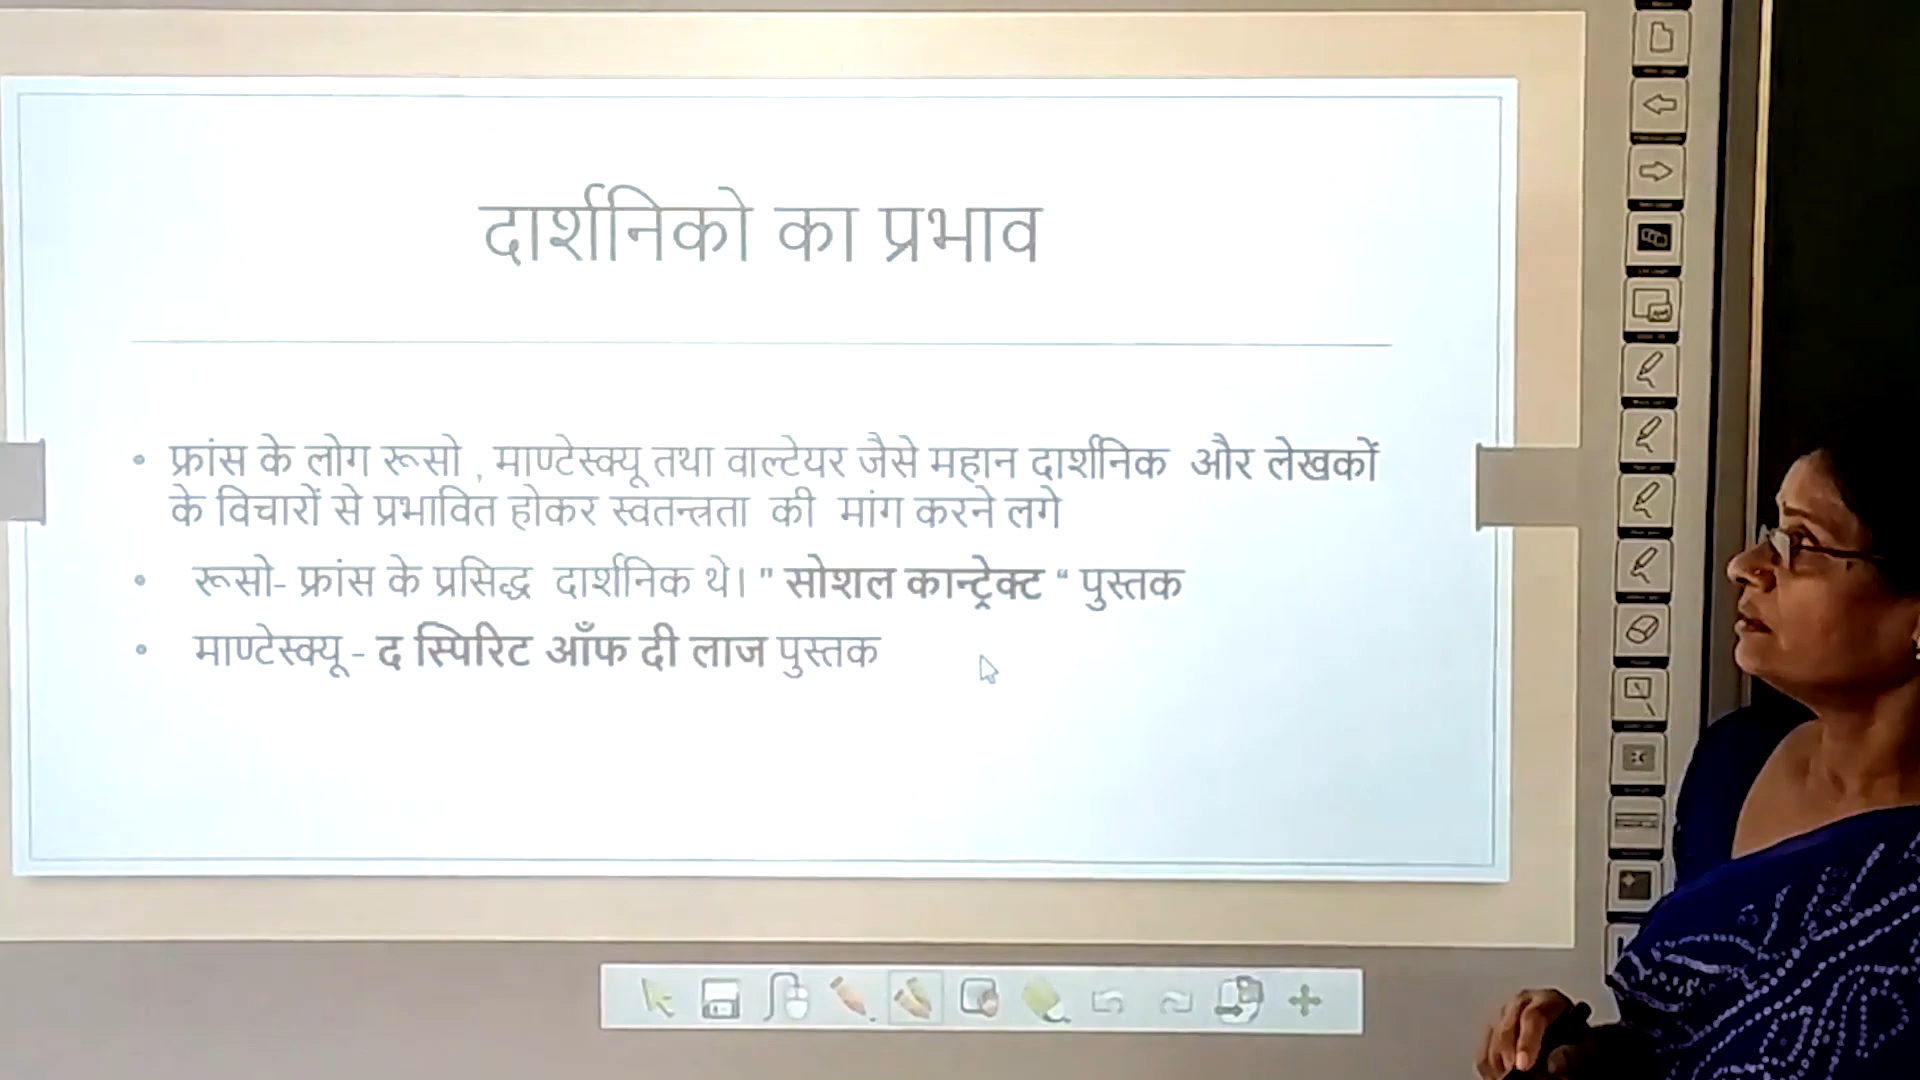 दार्शनिको का प्रभाव
• फ्रांस के लोग रूसो , माण्टेस्क्यू तथा वाल्टेयर जैसे महान दार्शनिक और लेखकों
के विचारों से प्रभावित होकर स्वतन्त्रता की मांग करने लगे
• रूसो- फ्रांस के प्रसिद्ध दार्शनिक थे। " सोशल कान्ट्रेक्ट “ पुस्तक
• माण्टेस्क्यू - द स्पिरिट आँफ दी लाज पुस्तक